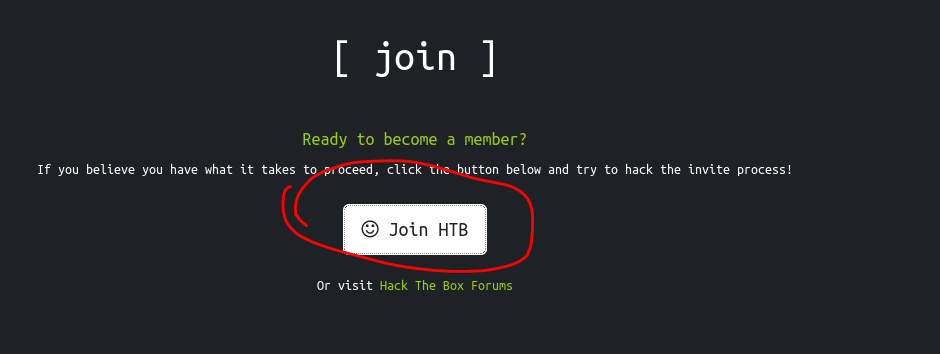 [ join ]
Ready to become a member?
If you believe you have what it takes to proceed, click the button below and try to hack the invite process!
Join HTB
Or visit Hack The Box Forums